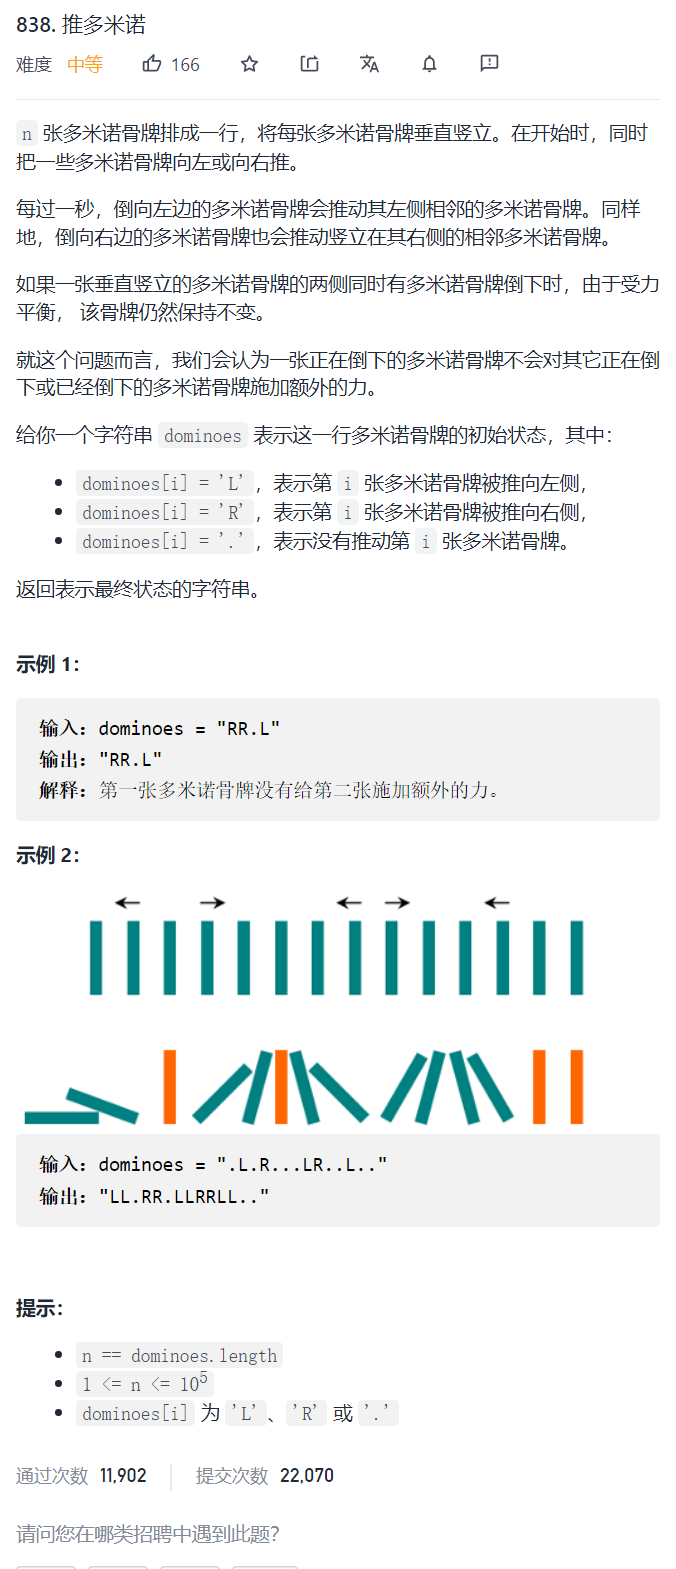 838. 推多米诺
难度 中等 166
n 张多米诺骨牌排成一行，将每张多米诺骨牌垂直竖立。在开始时，同时
把一些多米诺骨牌向左或向右推。
每过一秒，倒向左边的多米诺骨牌会推动其左侧相邻的多米诺骨牌。同样
地，倒向右边的多米诺骨牌也会推动竖立在其右侧的相邻多米诺骨牌。
如果一张垂直竖立的多米诺骨牌的两侧同时有多米诺骨牌倒下时，由于受力
平衡， 该骨牌仍然保持不变。
就这个问题而言，我们会认为一张正在倒下的多米诺骨牌不会对其它正在倒
下或已经倒下的多米诺骨牌施加额外的力。
给你一个字符串 dominoes 表示这一行多米诺骨牌的初始状态，其中：
• dominoes[i] = 'L'，表示第 i 张多米诺骨牌被推向左侧，
• dominoes[i] = 'R'，表示第 i 张多米诺骨牌被推向右侧，
• dominoes[i] = '.'，表示没有推动第 i 张多米诺骨牌。
返回表示最终状态的字符串。
示例 1：
输入：dominoes = "RR.L"
输出："RR.L"
解释：第一张多米诺骨牌没有给第二张施加额外的力。
示例 2：
输入：dominoes = ".L.R...LR..L.."
输出："LL.RR.LLRRLL.."
提示：
• n == dominoes.length
• 1 <= n <= 10⁵
• dominoes[i] 为 'L'、'R' 或 '.'
通过次数 11,902 提交次数 22,070
请问您在哪类招聘中遇到此题？